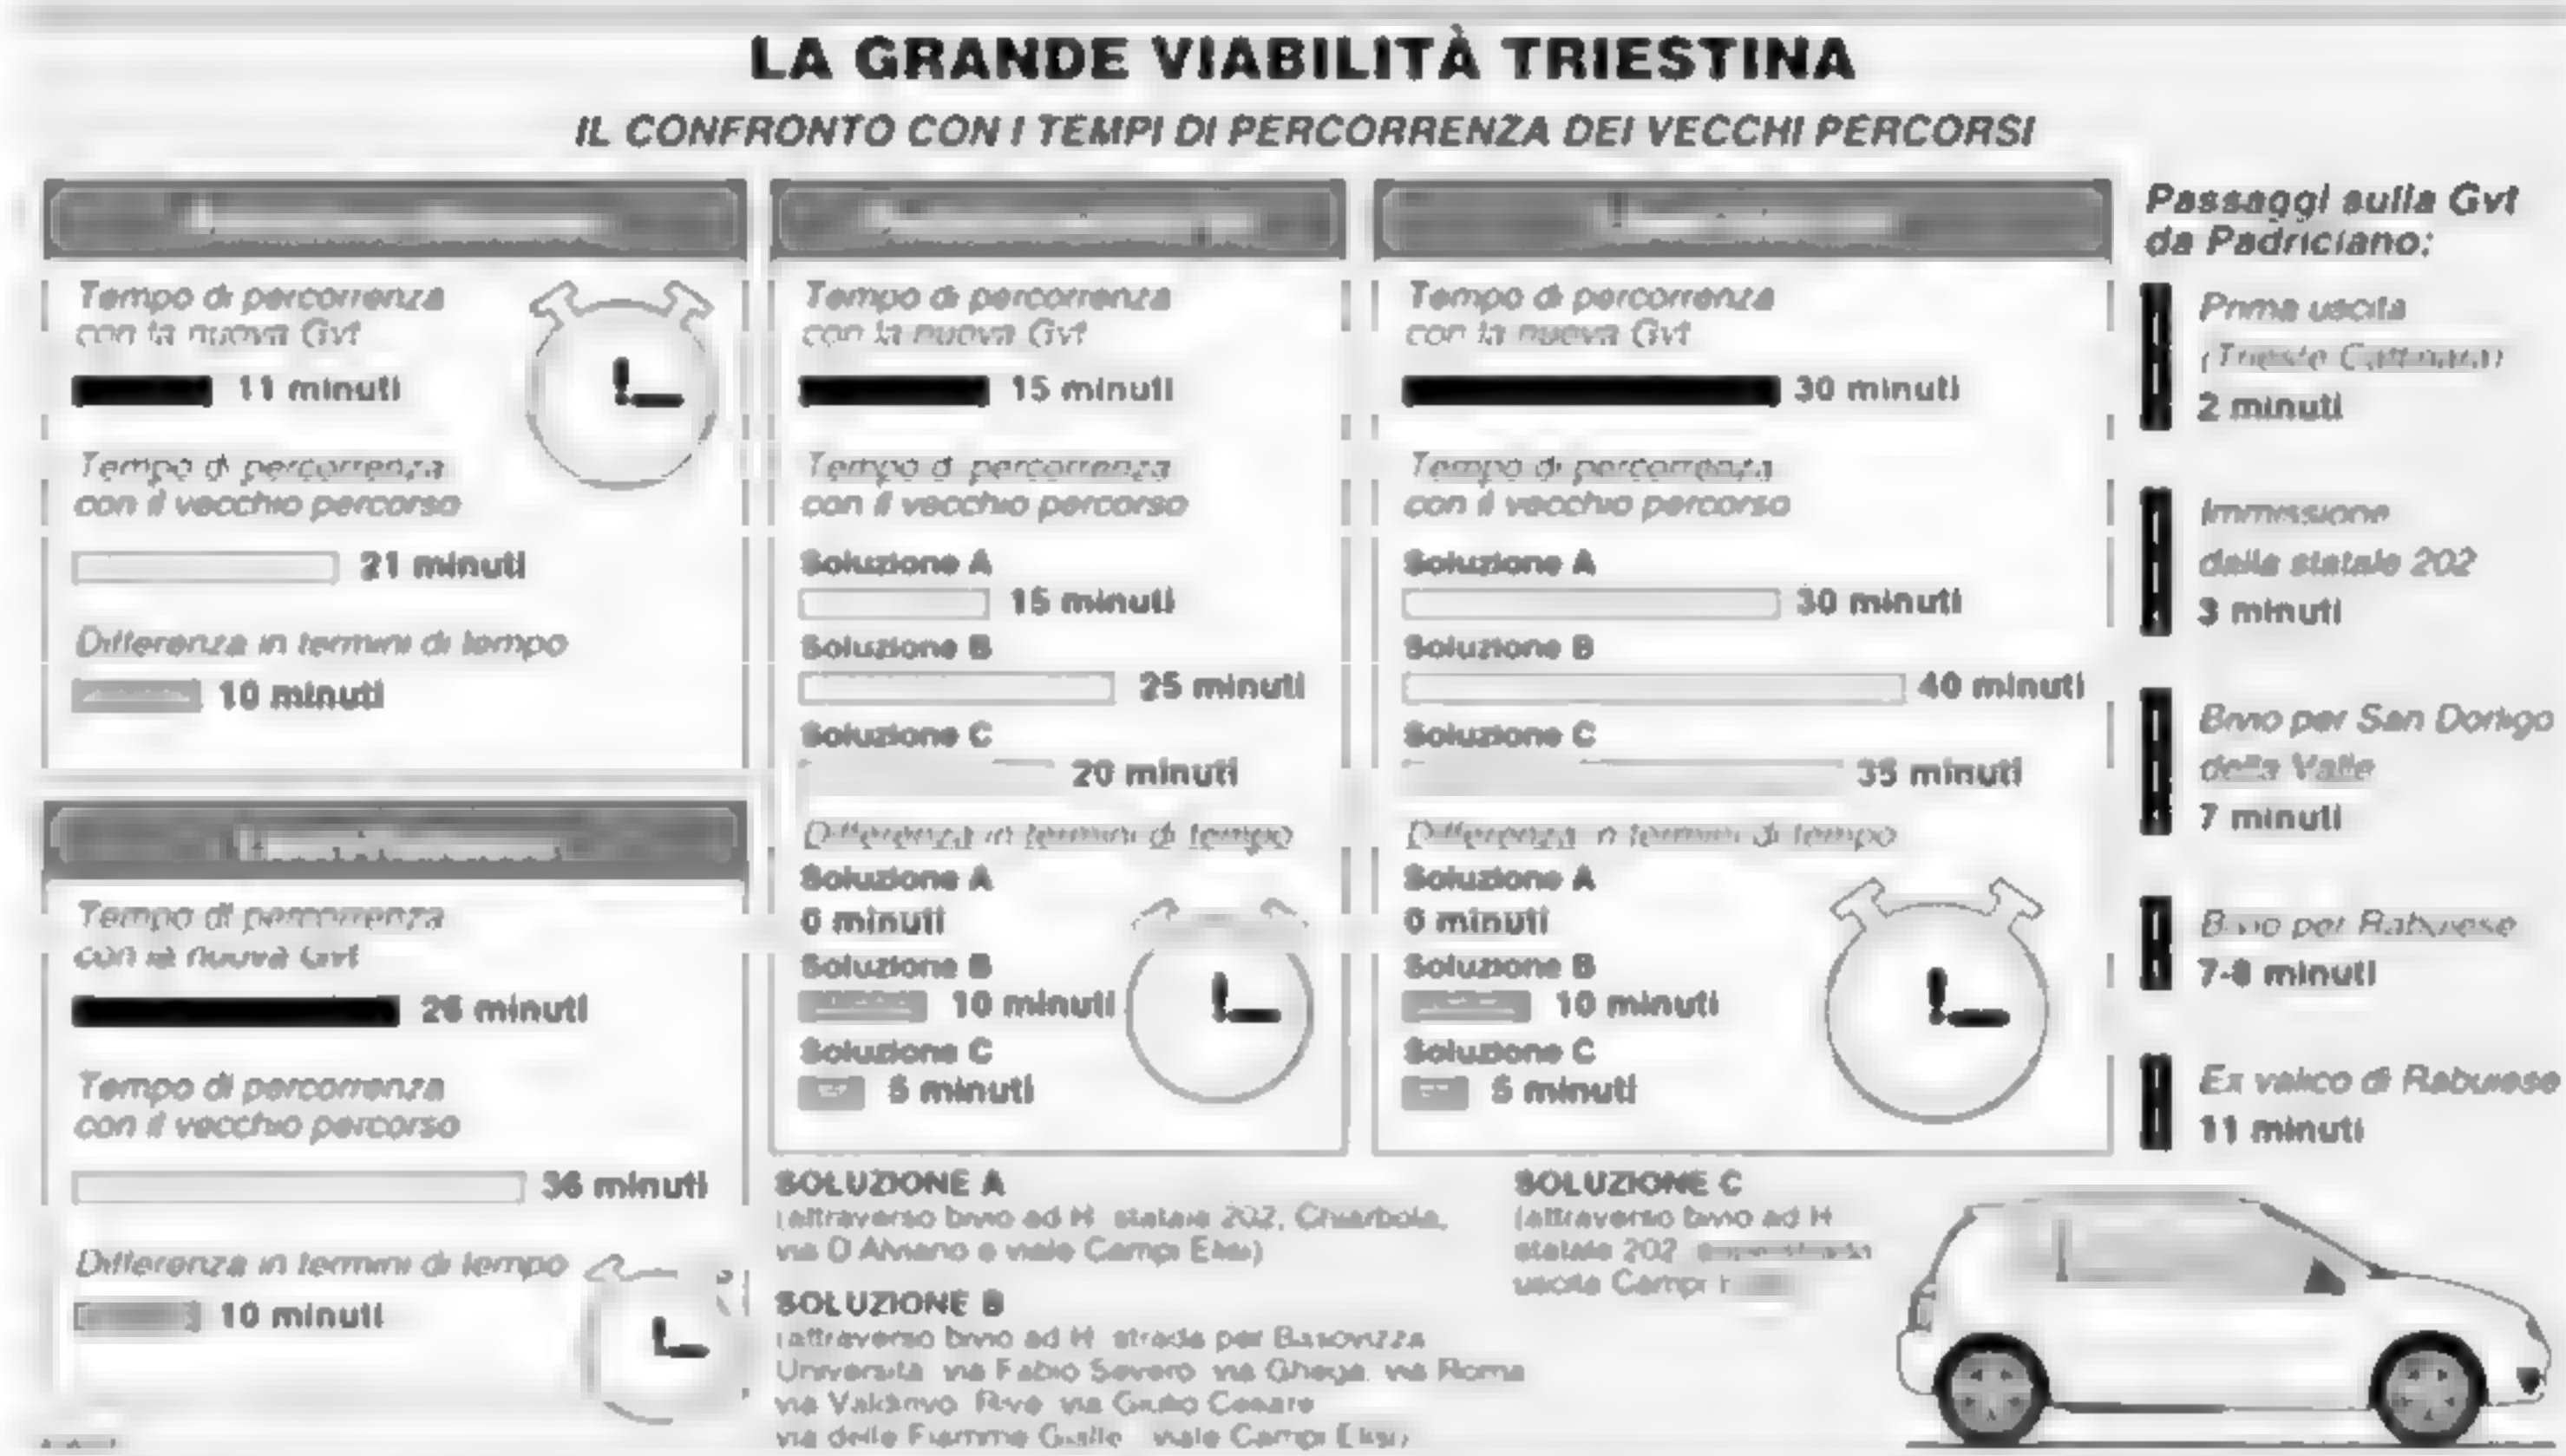 LA GRANDE VIABILITÀ TRIESTINA
IL CONFRONTO CON I TEMPI DI PERCORRENZA DEI VECCHI PERCORSI
Tempo di percorrenza
con la nuova Gvt
11 minuti
Tempo di percorrenza
con il vecchio percorso
21 minuti
Differenza in termini di tempo
10 minuti
Tempo di percorrenza
con la nuova Gvt
26 minuti
Tempo di percorrenza
con il vecchio percorso
36 minuti
Differenza in termini di tempo
10 minuti
Tempo di percorrenza
con la nuova Gvt
15 minuti
Tempo di percorrenza
con il vecchio percorso
Soluzione A
15 minuti
Soluzione B
25 minuti
Soluzione C
20 minuti
Differenza in termini di tempo
Soluzione A
0 minuti
Soluzione B
10 minuti
Soluzione C
5 minuti
Tempo di percorrenza
con la nuova Gvt
30 minuti
Tempo di percorrenza
con il vecchio percorso
Soluzione A
30 minuti
Soluzione B
40 minuti
Soluzione C
35 minuti
Differenza in termini di tempo
Soluzione A
0 minuti
Soluzione B
10 minuti
Soluzione C
5 minuti
Passaggi sulla Gvt
da Padriciano:
Prima uscita
(Trieste Cattinara)
2 minuti
Immissione
dalla statale 202
3 minuti
Bivio per San Dorligo
della Valle
7 minuti
Bivio per Rabuiese
7-8 minuti
Ex valico di Rabuiese
11 minuti
SOLUZIONE A
(attraverso bivio ad H statale 202, Chiarbola,
via D'Alviano e viale Campi Elisi)
SOLUZIONE B
(attraverso bivio ad H strada per Basovizza
Università via Fabio Severo via Ghega via Roma
via Valdirivo Rive via Giulio Cesare
via delle Fiamme Gialle viale Campi Elisi)
SOLUZIONE C
(attraverso bivio ad H
statale 202
uscita Campi